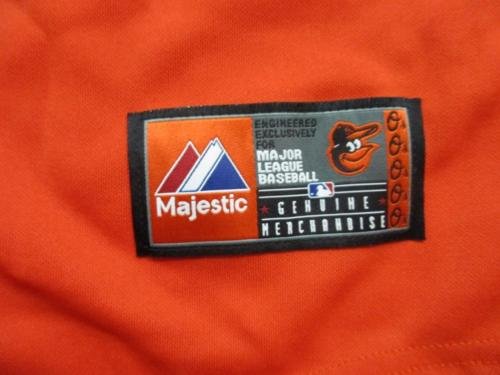 Majestic
ENGINEERED
EXCLUSIVELY
FOR
MAJOR
LEAGUE
BASEBALL
GENUINE
MERCHANDISE